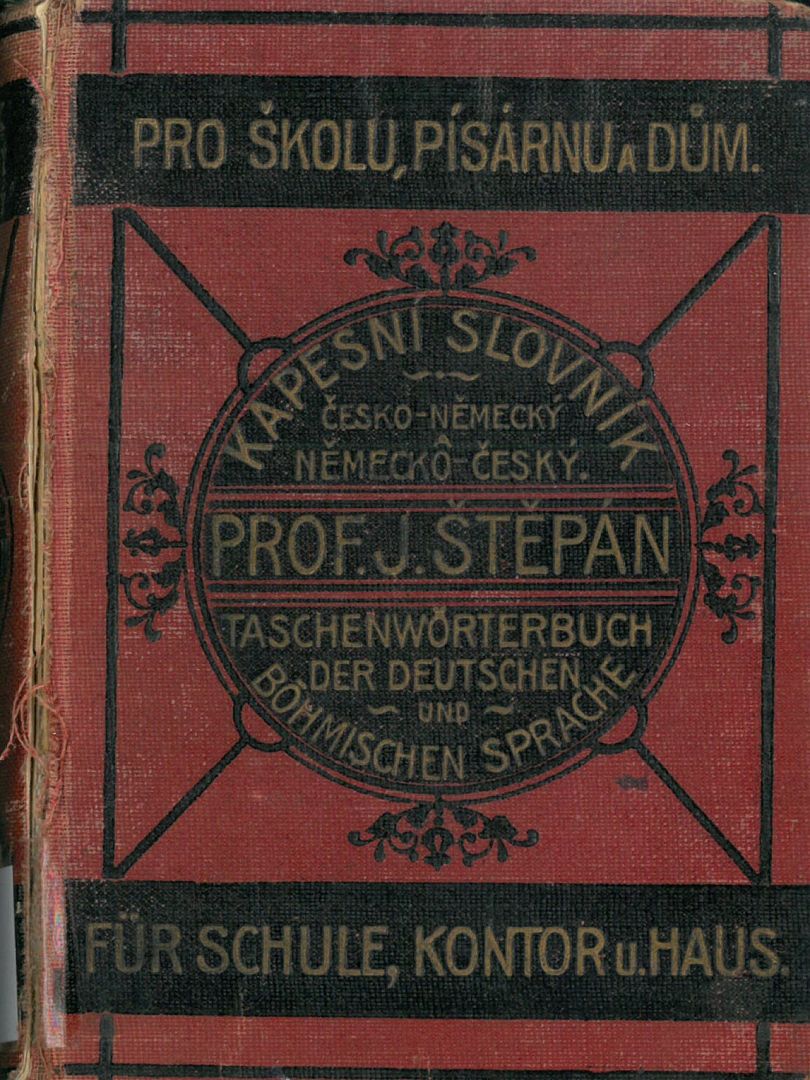 PRO ŠKOLU, PÍSÁRNU A DŮM.
KAPESNÍ SLOVNÍK
ČESKO-NĚMECKÝ
NĚMECKO-ČESKÝ.
PROF. J. ŠTĚPÁN
TASCHENWÖRTERBUCH
DER DEUTSCHEN
UND
BÖHMISCHEN SPRACHE
FÜR SCHULE, KONTOR u. HAUS.